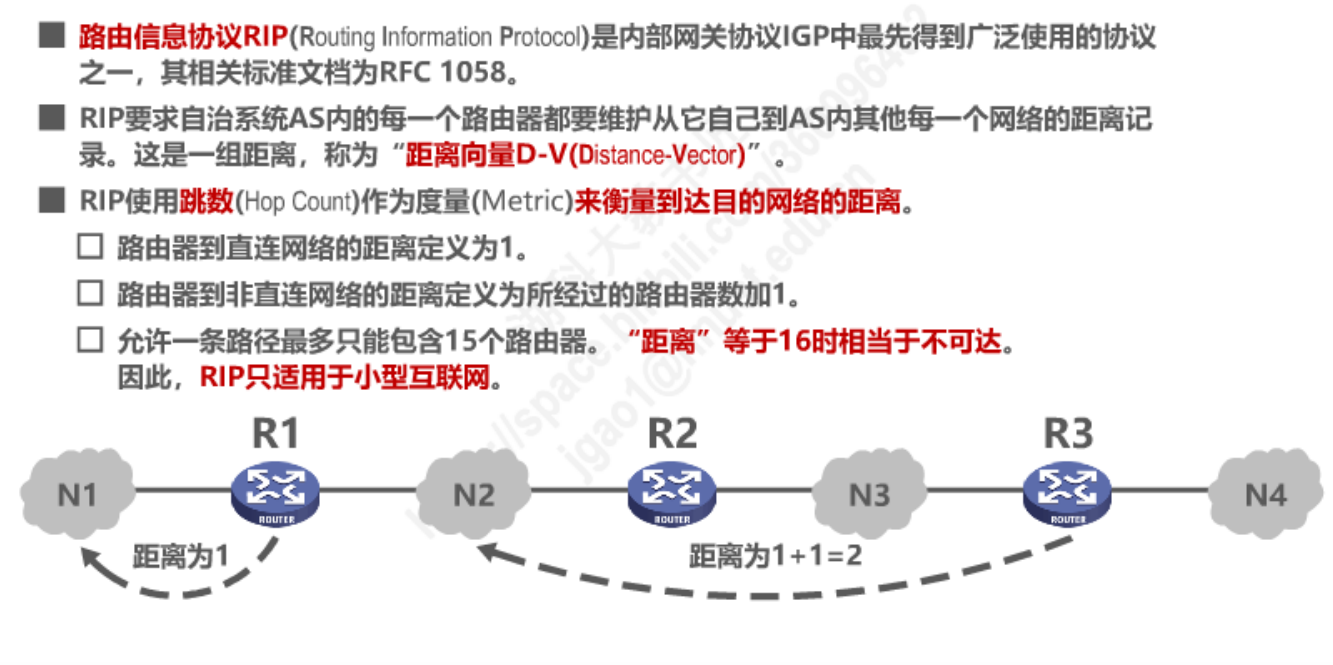 ■ 路由信息协议RIP(Routing Information Protocol)是内部网关协议IGP中最先得到广泛使用的协议
之一，其相关标准文档为RFC 1058。
■ RIP要求自治系统AS内的每一个路由器都要维护从它自己到AS内其他每一个网络的距离记
录。这是一组距离，称为“距离向量D-V(Distance-Vector)”。
■ RIP使用跳数(Hop Count)作为度量(Metric)来衡量到达目的网络的距离。
□ 路由器到直连网络的距离定义为1。
□ 路由器到非直连网络的距离定义为所经过的路由器数加1。
□ 允许一条路径最多只能包含15个路由器。“距离”等于16时相当于不可达。
因此，RIP只适用于小型互联网。
R1 R2 R3
N1 N2 N3 N4
ROUTER ROUTER ROUTER
距离为1 距离为1+1=2